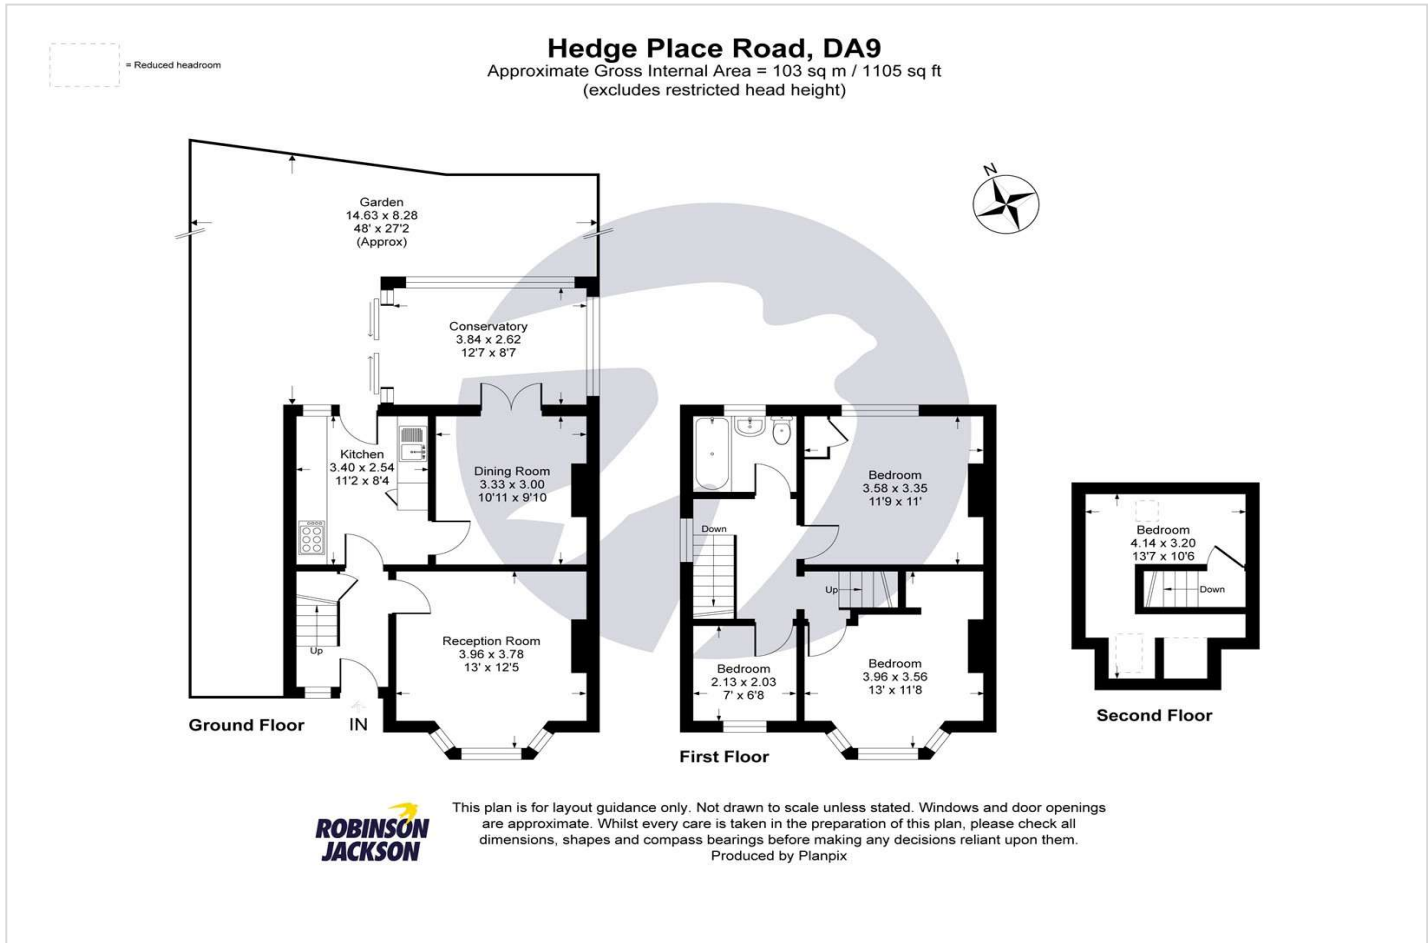 = Reduced headroom
Hedge Place Road, DA9
Approximate Gross Internal Area = 103 sq m / 1105 sq ft
(excludes restricted head height)
N
Garden
14.63 x 8.28
48' x 27'2
(Approx)
Conservatory
3.84 x 2.62
12'7 x 8'7
Kitchen
3.40 x 2.54
11'2 x 8'4
Dining Room
3.33 x 3.00
10'11 x 9'10
Reception Room
3.96 x 3.78
13' x 12'5
Up
IN
Ground Floor
Bedroom
3.58 x 3.35
11'9 x 11'
Down
Up
Bedroom
2.13 x 2.03
7' x 6'8
Bedroom
3.96 x 3.56
13' x 11'8
First Floor
Bedroom
4.14 x 3.20
13'7 x 10'6
Down
Second Floor
ROBINSON
JACKSON
This plan is for layout guidance only. Not drawn to scale unless stated. Windows and door openings
are approximate. Whilst every care is taken in the preparation of this plan, please check all
dimensions, shapes and compass bearings before making any decisions reliant upon them.
Produced by Planpix